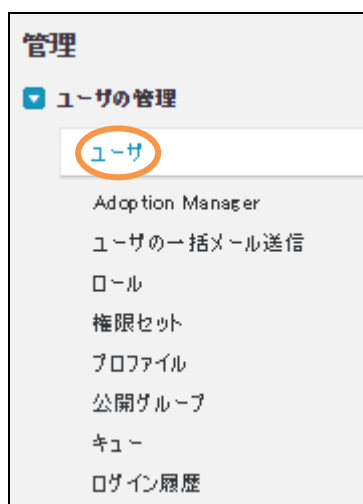 管理
ユーザの管理
ユーザ
Adoption Manager
ユーザの一括メール送信
ロール
権限セット
プロファイル
公開グループ
キュー
ログイン履歴